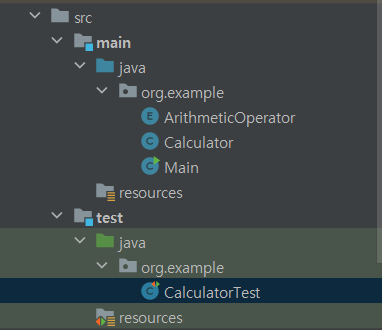 src
main
java
org.example
E ArithmeticOperator
C Calculator
C Main
resources
test
java
org.example
C CalculatorTest
resources